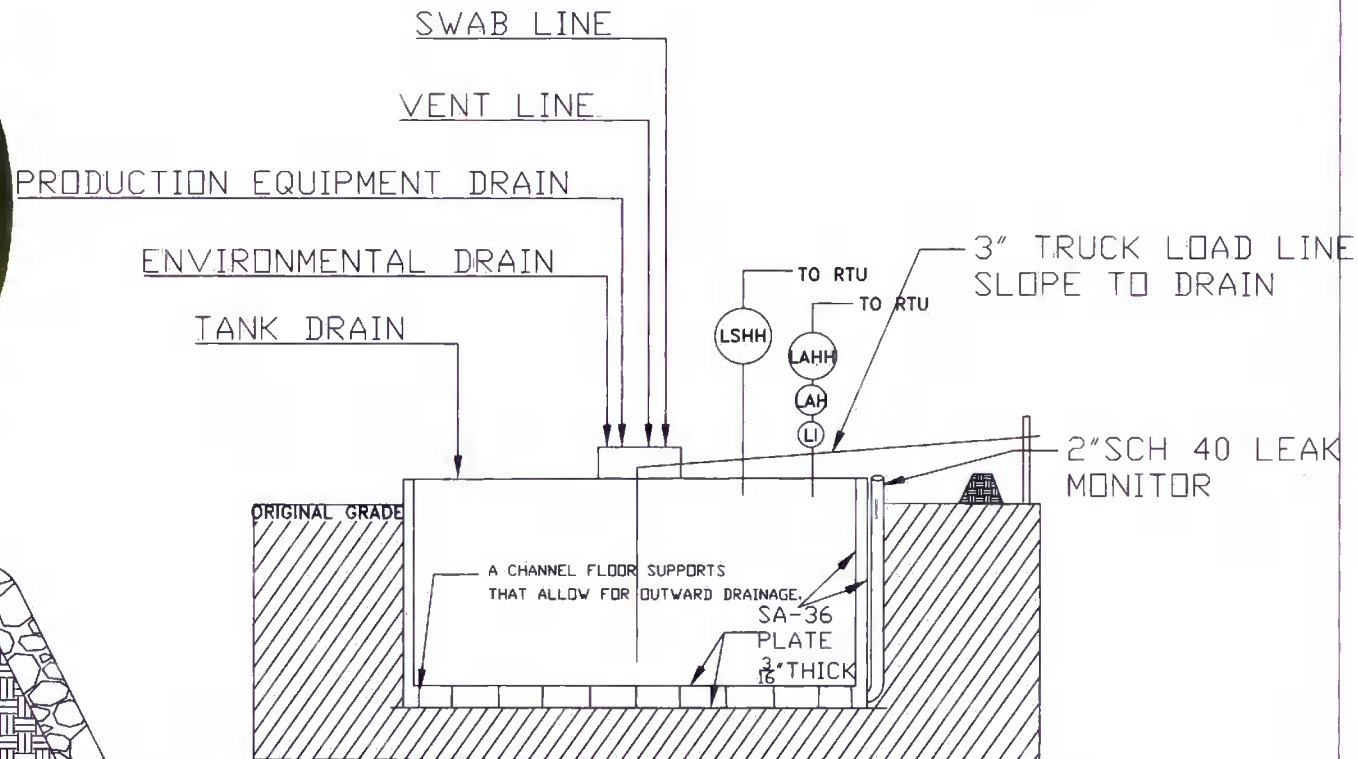 SWAB LINE
VENT LINE
PRODUCTION EQUIPMENT DRAIN
ENVIRONMENTAL DRAIN
TANK DRAIN
TO RTU
TO RTU
3" TRUCK LOAD LINE
SLOPE TO DRAIN
LSHH
LAHH
LAH
LI
2"SCH 40 LEAK
MONITOR
ORIGINAL GRADE
A CHANNEL FLOOR SUPPORTS
THAT ALLOW FOR OUTWARD DRAINAGE.
SA-36
PLATE
3/16"THICK